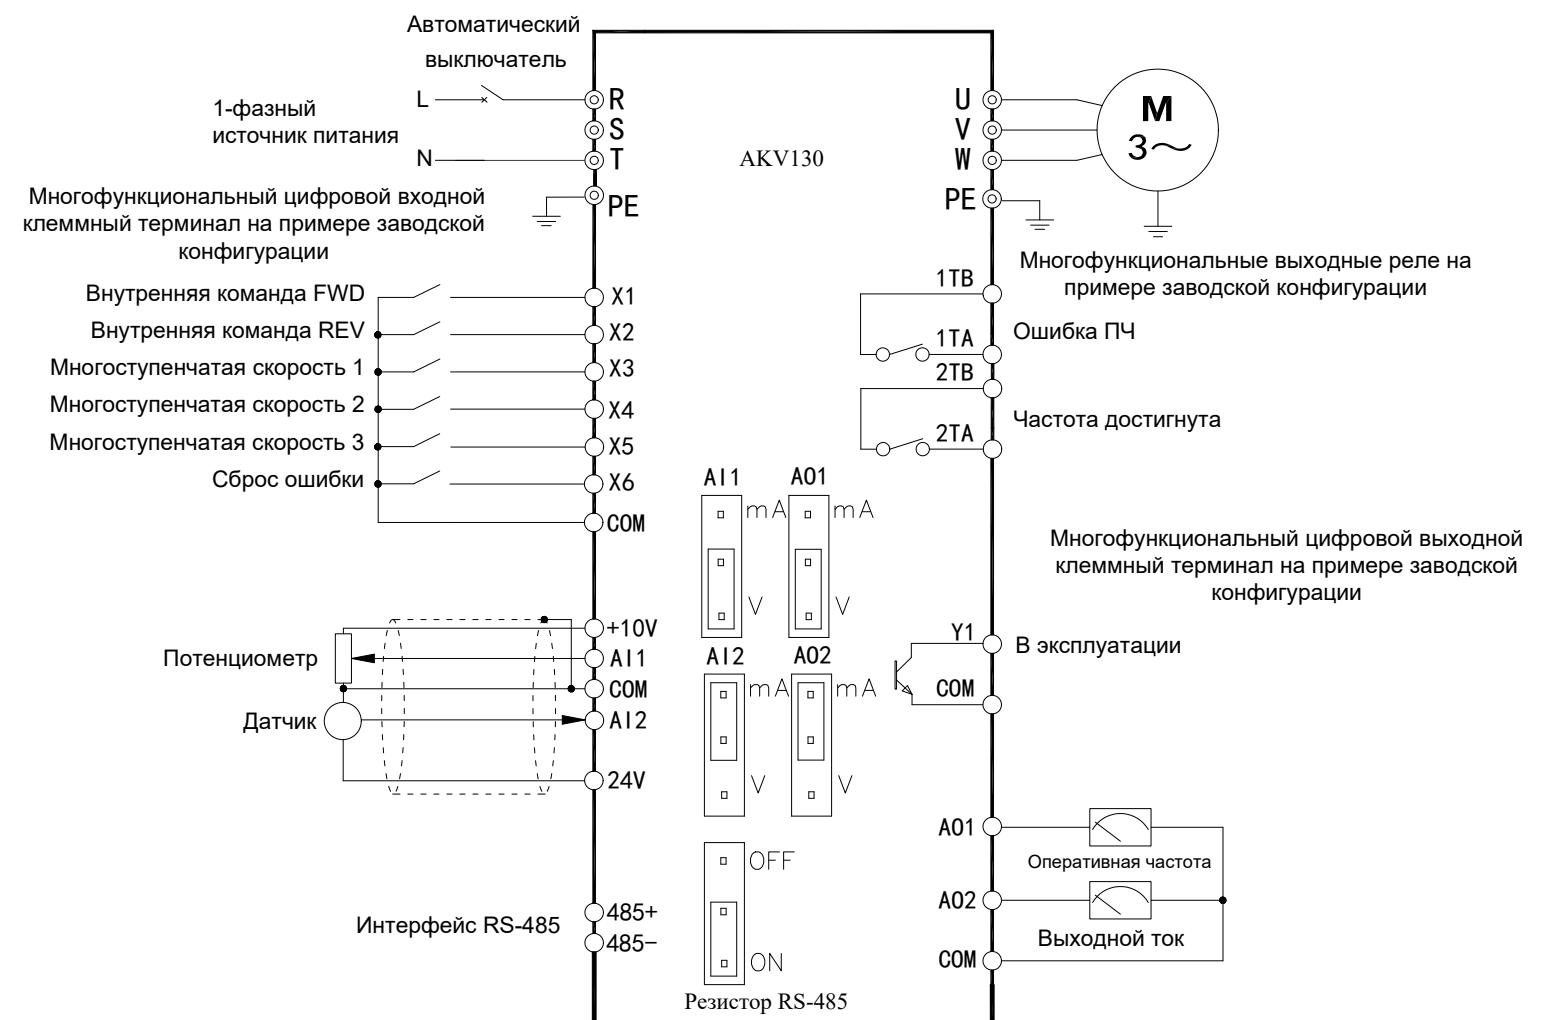 Автоматический
выключатель
1-фазный
источник питания
L
N
R
S
T
PE
AKV130
U
V
W
PE
M
3~
Многофункциональный цифровой входной
клеммный терминал на примере заводской
конфигурации
Внутренняя команда FWD
Внутренняя команда REV
Многоступенчатая скорость 1
Многоступенчатая скорость 2
Многоступенчатая скорость 3
Сброс ошибки
X1
X2
X3
X4
X5
X6
COM
Многофункциональные выходные реле на
примере заводской конфигурации
1TB
1TA
Ошибка ПЧ
2TB
2TA
Частота достигнута
AI1
mA
V
AO1
mA
V
AI2
mA
V
AO2
mA
V
Многофункциональный цифровой выходной
клеммный терминал на примере заводской
конфигурации
Y1
В эксплуатации
COM
Потенциометр
Датчик
+10V
AI1
COM
AI2
24V
AO1
Оперативная частота
AO2
Выходной ток
COM
Интерфейс RS-485
485+
485−
OFF
ON
Резистор RS-485